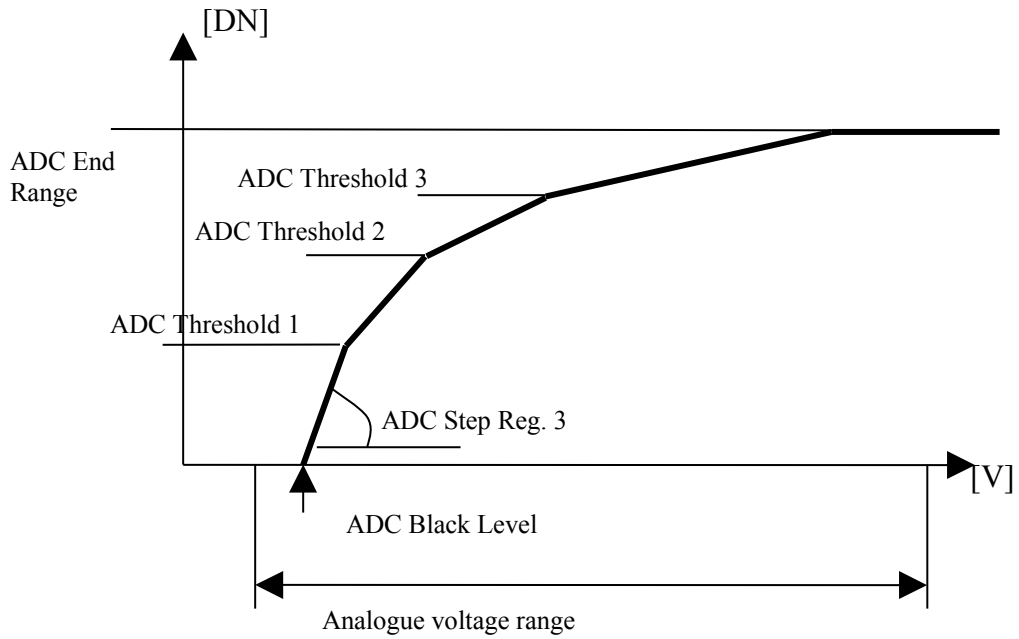 [DN]
ADC End
Range
ADC Threshold 3
ADC Threshold 2
ADC Threshold 1
ADC Step Reg. 3
[V]
ADC Black Level
Analogue voltage range